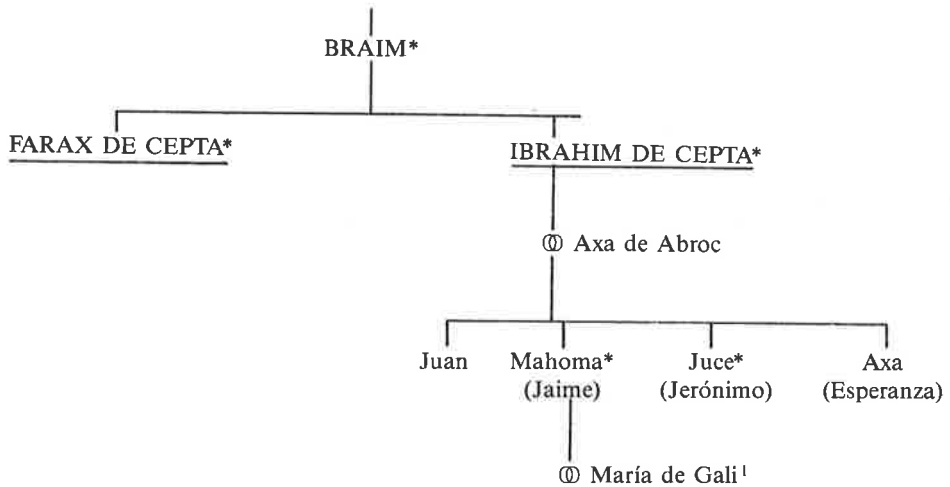 BRAIM*
FARAX DE CEPTA* IBRAHIM DE CEPTA*
Axa de Abroc
Juan Mahoma* Juce* Axa
(Jaime) (Jerónimo) (Esperanza)
María de Gali¹